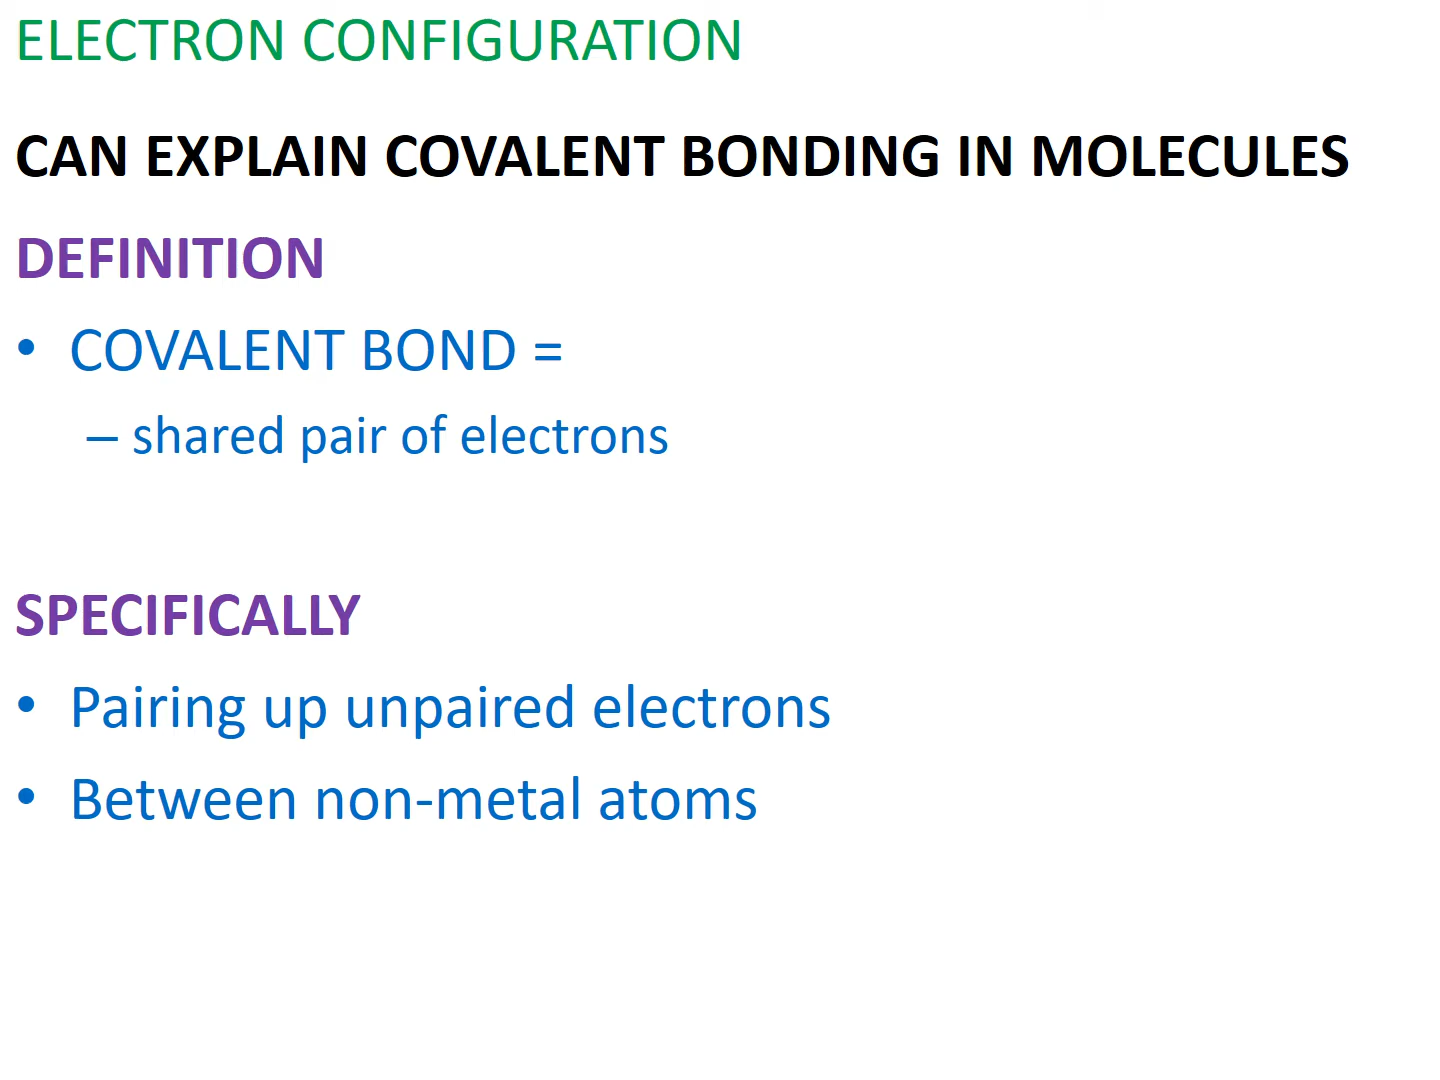 ELECTRON CONFIGURATION
CAN EXPLAIN COVALENT BONDING IN MOLECULES
DEFINITION
• COVALENT BOND =
– shared pair of electrons
SPECIFICALLY
• Pairing up unpaired electrons
• Between non-metal atoms